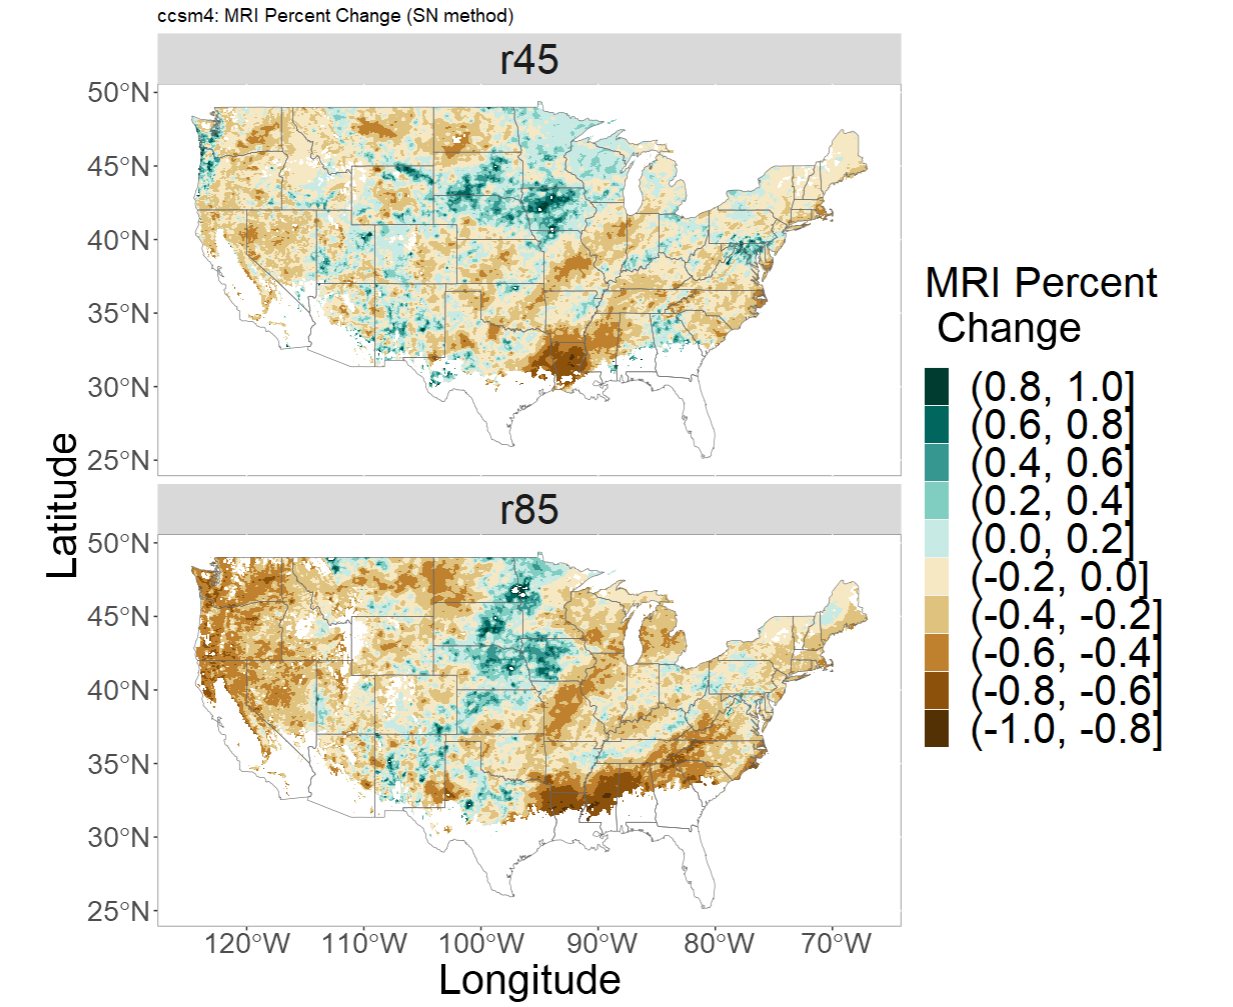 ccsm4: MRI Percent Change (SN method)
r45
50°N
45°N
40°N
35°N
30°N
25°N
r85
50°N
45°N
40°N
35°N
30°N
25°N
120°W 110°W 100°W 90°W 80°W 70°W
Longitude
Latitude
MRI Percent
Change
(0.8, 1.0]
(0.6, 0.8]
(0.4, 0.6]
(0.2, 0.4]
(0.0, 0.2]
(-0.2, 0.0]
(-0.4, -0.2]
(-0.6, -0.4]
(-0.8, -0.6]
(-1.0, -0.8]